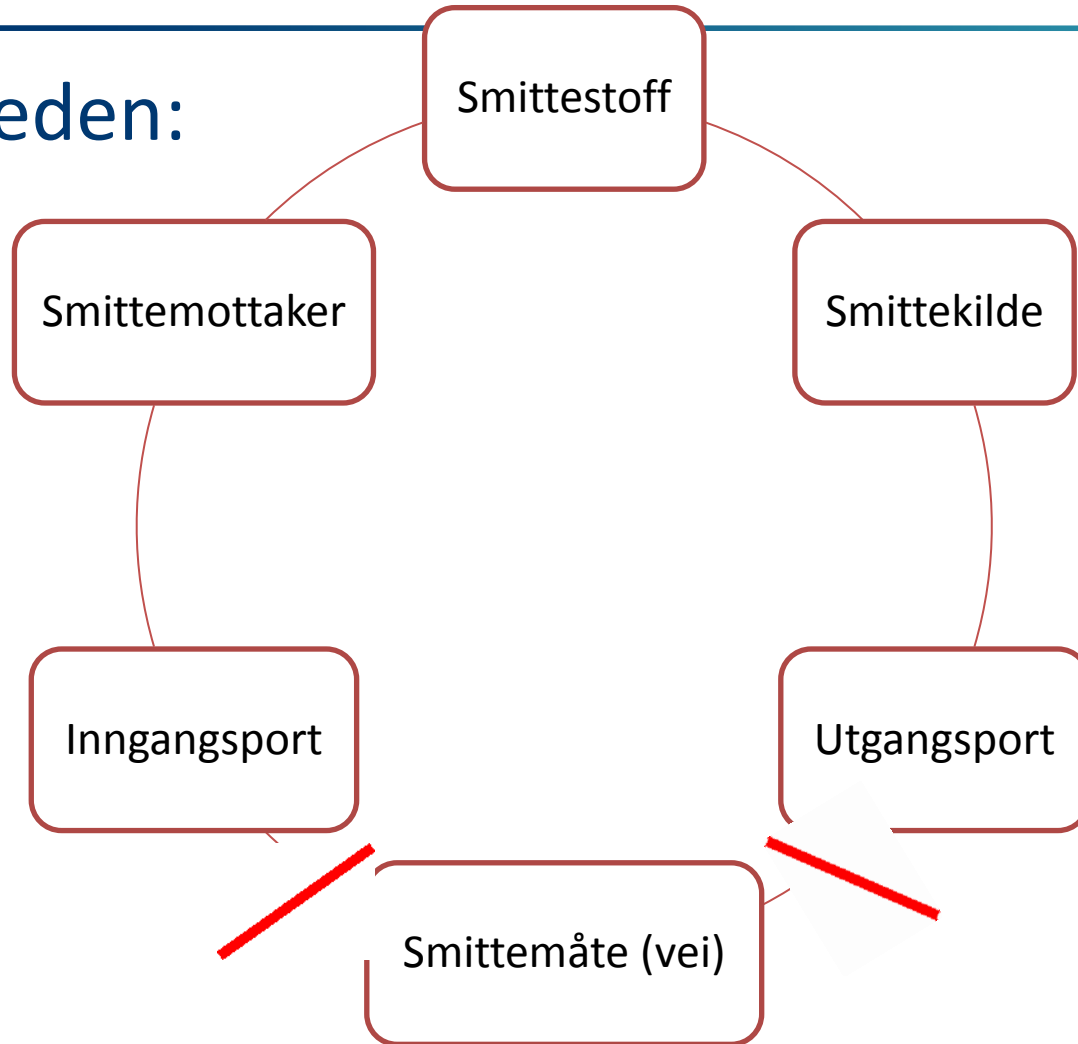 eden:
Smittestoff
Smittemottaker
Smittekilde
Inngangsport
Utgangsport
Smittemåte (vei)